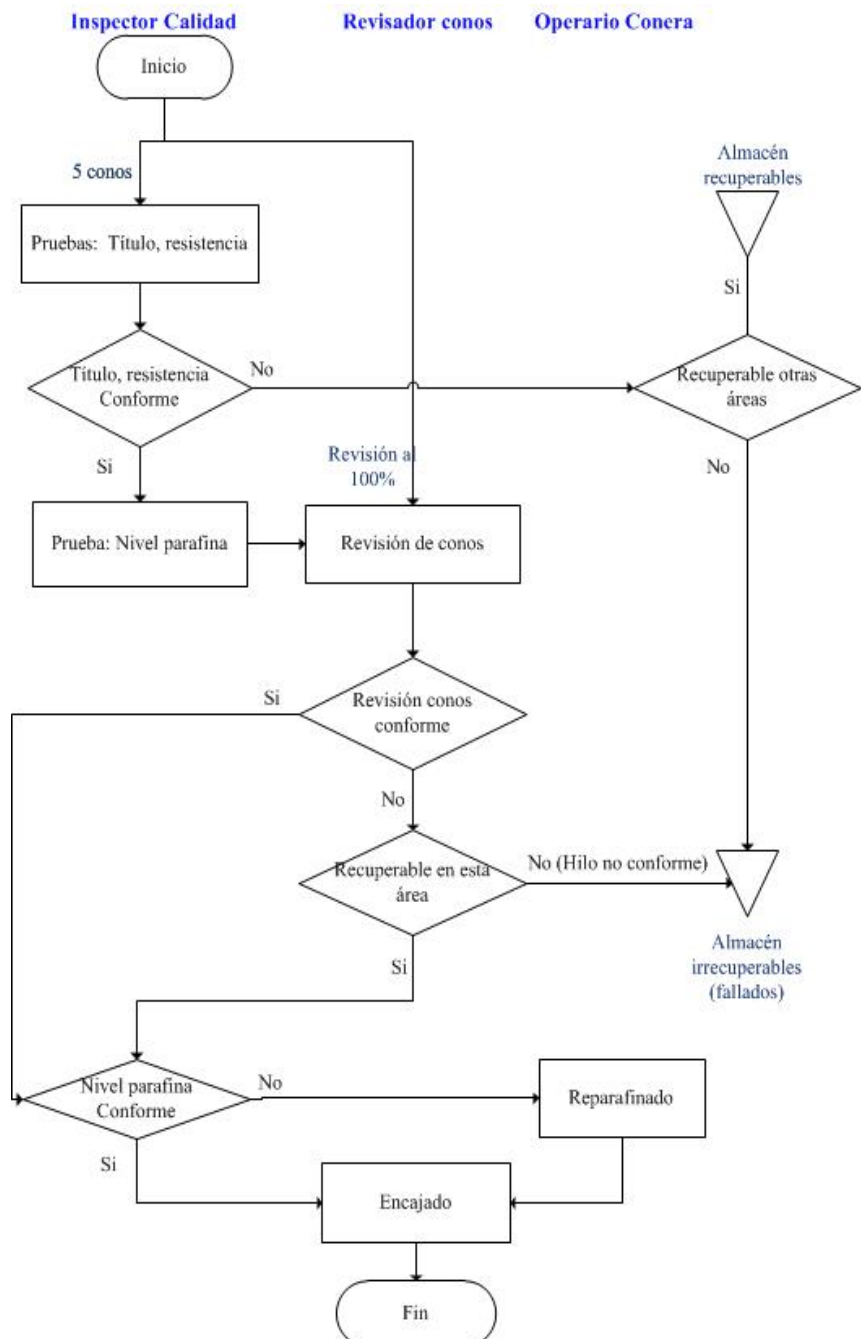 Inspector Calidad
Revisador conos
Operario Conera
Inicio
5 conos
Almacén
recuperables
Pruebas: Título, resistencia
Si
Título, resistencia
Conforme
No
Recuperable otras
áreas
Si
Revisión al
100%
No
Prueba: Nivel parafina
Revisión de conos
Si
Revisión conos
conforme
No
Recuperable en esta
área
No (Hilo no conforme)
Si
Almacén
irrecuperables
(fallados)
Nivel parafina
Conforme
No
Reparafinado
Si
Encajado
Fin